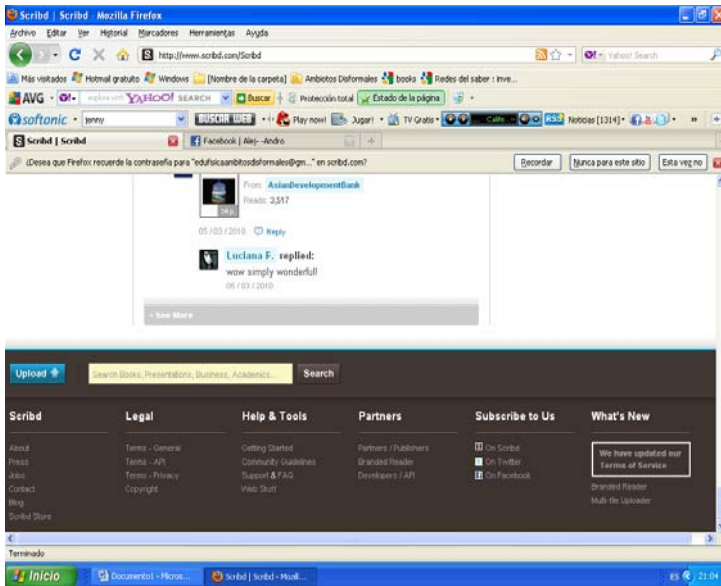 Scribd | Scribd - Mozilla Firefox
Archivo Editar Ver Historial Marcadores Herramientas Ayuda
http://www.scribd.com/Scribd
Yahoo! Search
Más visitados Hotmail gratuito Windows [Nombre de la carpeta] Ambiotos Disformales books Redes del saber : Inve...
AVG YAHOO! SEARCH Buscar Protección total Estado de la página
softonic jenny BUSCAR WEB Play now! Jugar! TV Gratis RSS Noticias [1314]
Scribd | Scribd Facebook | Alej--Andro
¿Desea que Firefox recuerde la contraseña para "edufisicaambitosdisformales@gm..." en scribd.com? Recordar Nunca para este sitio Esta vez no
From: AsianDevelopmentBank
Reads: 3,517
05 / 03 / 2010 Reply
Luciana F. replied:
wow simply wonderfull
06 / 03 / 2010
See More
Upload Search Books, Presentations, Business, Academics... Search
Scribd Legal Help & Tools Partners Subscribe to Us What's New
About Terms - General Getting Started Partners / Publishers On Scribd We have updated our
Press Terms - API Community Guidelines Branded Reader On Twitter Terms of Service
Jobs Terms - Privacy Support & FAQ Developers / API On Facebook
Contact Copyright Web Stuff Branded Reader
Blog Multi-file Uploader
Scribd Store
Terminado
Inicio Documento1 - Micros... Scribd | Scribd - Mozill... ES 21:04